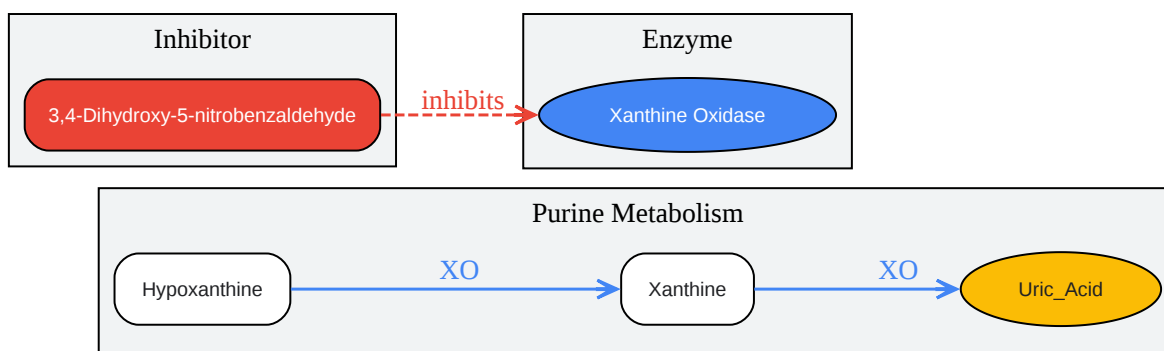 Inhibitor
Enzyme
3,4-Dihydroxy-5-nitrobenzaldehyde
inhibits
Xanthine Oxidase
Purine Metabolism
Hypoxanthine
XO
Xanthine
XO
Uric_Acid